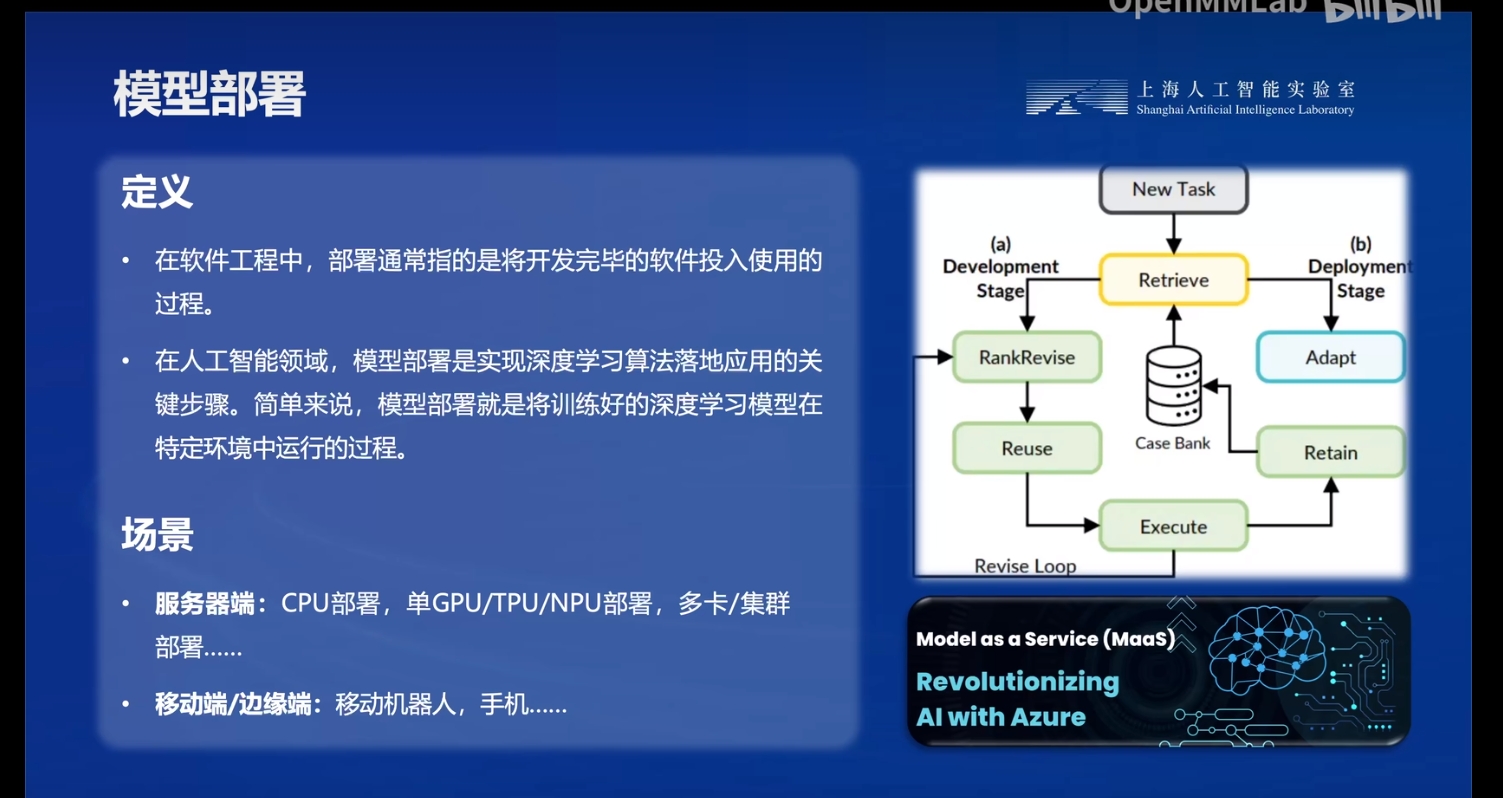 OpenMMLab bilibili
模型部署
上海人工智能实验室
Shanghai Artificial Intelligence Laboratory
定义
• 在软件工程中，部署通常指的是将开发完毕的软件投入使用的
过程。
• 在人工智能领域，模型部署是实现深度学习算法落地应用的关
键步骤。简单来说，模型部署就是将训练好的深度学习模型在
特定环境中运行的过程。
场景
• 服务器端：CPU部署，单GPU/TPU/NPU部署，多卡/集群
部署……
• 移动端/边缘端：移动机器人，手机……
New Task
(a)
Development
Stage
Retrieve
(b)
Deployment
Stage
RankRevise
Adapt
Reuse
Case Bank
Retain
Execute
Revise Loop
Model as a Service (MaaS)
Revolutionizing
AI with Azure